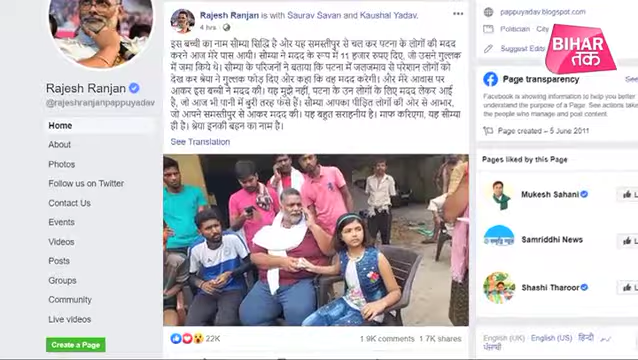 Rajesh Ranjan
@rajeshranjanpappuyadav
Home
About
Photos
Follow us on Twitter
Contact Us
Events
Videos
Posts
Groups
Community
Live videos
Create a Page
Rajesh Ranjan is with Saurav Savan and Kaushal Yadav.
4 hrs
इस बच्ची का नाम सौम्या सिद्धि है और यह समस्तीपुर से चल कर पटना के लोगों की मदद
करने आज मेरे पास आयी। सौम्या ने मदद के रूप में 11 हजार रूपए दिए, जो उसने गुल्लक
में जमा किये थे। सौम्या के परिजनों ने बताया कि पटना में जलजमाव से परेशान लोगों को
देख कर श्रेया ने गुल्लक फोड़ दिए और कहा कि वह मदद करेगी। और मेरे आवास पर
आकर इस बच्ची ने मदद की। यह मुझे नहीं, पटना के उन लोगों के लिए मदद लेकर आई
है, जो आज भी पानी में बुरी तरह फंसे हैं। सौम्या आपका पीड़ित लोगों की ओर से आभार,
जो आपने समस्तीपुर से आकर मदद की। यह बहुत सराहनीय है। माफ करिएगा, यह सौम्या
ही है। श्रेया इनकी बहन का नाम है।
See Translation
22K
1.9K comments 1.7K shares
pappuyadav.org
Politician
City
Suggest Edits
बिहार
तक
Page transparency
Facebook is showing information to help you better
understand the purpose of a Page. See actions take
the people who manage and post content.
Page created – 5 June 2011
Pages liked by this Page
Mukesh Sahani
Samriddhi News
Shashi Tharoor
English (UK) · English (US) · हिन्दी
ਪੰਜਾਬੀ